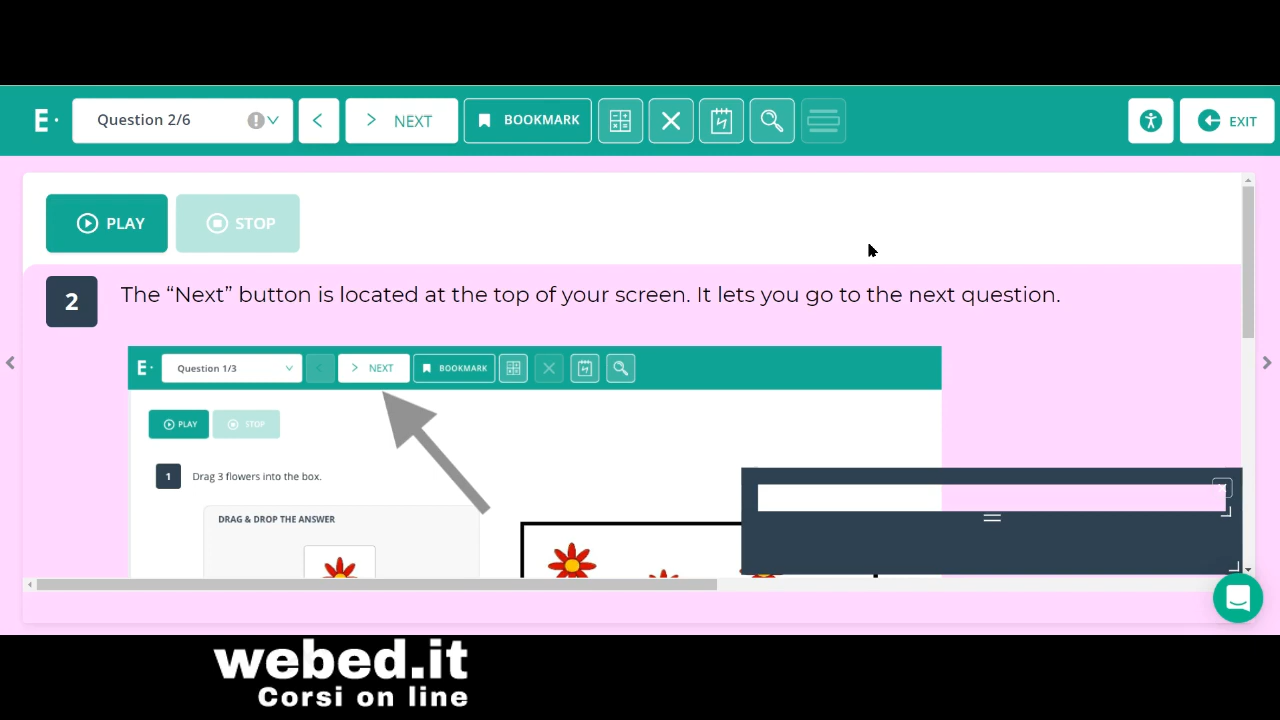 E·
Question 2/6
NEXT
BOOKMARK
EXIT
PLAY
STOP
2
The “Next” button is located at the top of your screen. It lets you go to the next question.
E·
Question 1/3
NEXT
BOOKMARK
PLAY
STOP
1
Drag 3 flowers into the box.
DRAG & DROP THE ANSWER
webed.it
Corsi on line